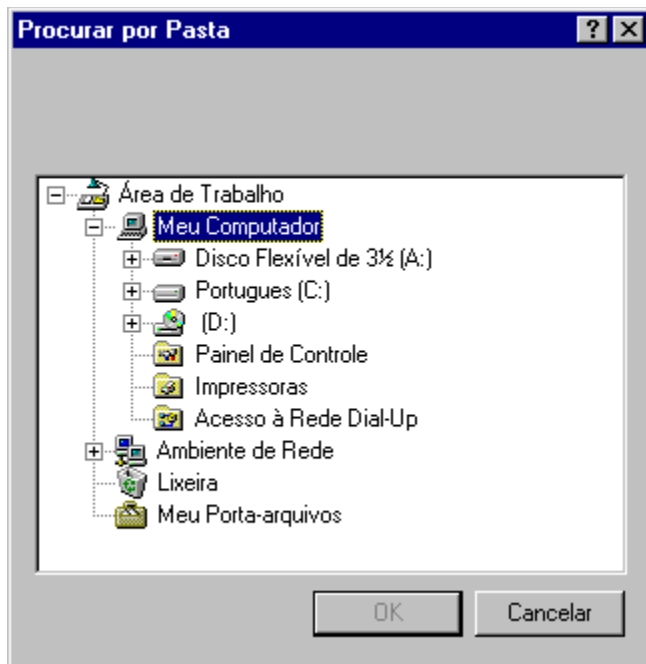 Procurar por Pasta
Área de Trabalho
Meu Computador
Disco Flexível de 3½ (A:)
Portugues (C:)
(D:)
Painel de Controle
Impressoras
Acesso à Rede Dial-Up
Ambiente de Rede
Lixeira
Meu Porta-arquivos
OK Cancelar